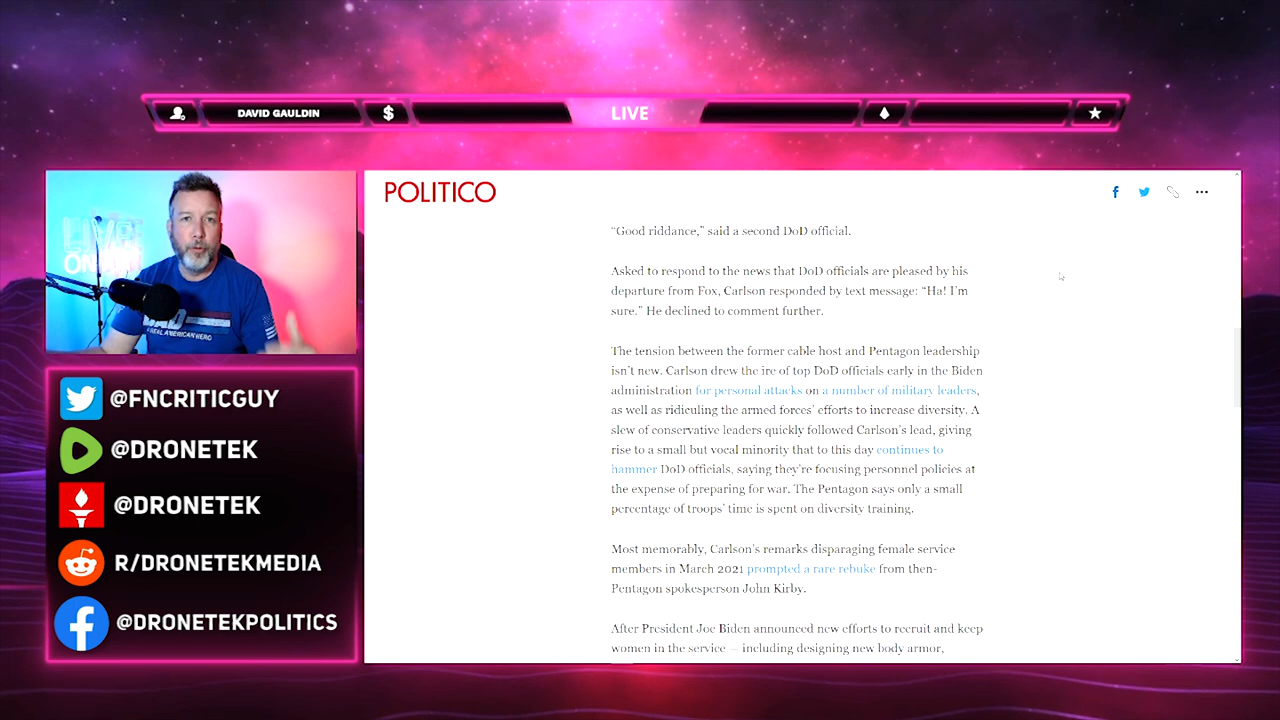 DAVID GAULDIN
$
LIVE
POLITICO
“Good riddance,” said a second DoD official.
Asked to respond to the news that DoD officials are pleased by his
departure from Fox, Carlson responded by text message: “Ha! I’m
sure.” He declined to comment further.
The tension between the former cable host and Pentagon leadership
isn’t new. Carlson drew the ire of top DoD officials early in the Biden
administration for personal attacks on a number of military leaders,
as well as ridiculing the armed forces’ efforts to increase diversity. A
slew of conservative leaders quickly followed Carlson’s lead, giving
rise to a small but vocal minority that to this day continues to
hammer DoD officials, saying they’re focusing personnel policies at
the expense of preparing for war. The Pentagon says only a small
percentage of troops’ time is spent on diversity training.
Most memorably, Carlson’s remarks disparaging female service
members in March 2021 prompted a rare rebuke from then-
Pentagon spokesperson John Kirby.
After President Joe Biden announced new efforts to recruit and keep
women in the service — including designing new body armor,
@FNCRITICGUY
@DRONETEK
@DRONETEK
R/DRONETEKMEDIA
@DRONETEKPOLITICS